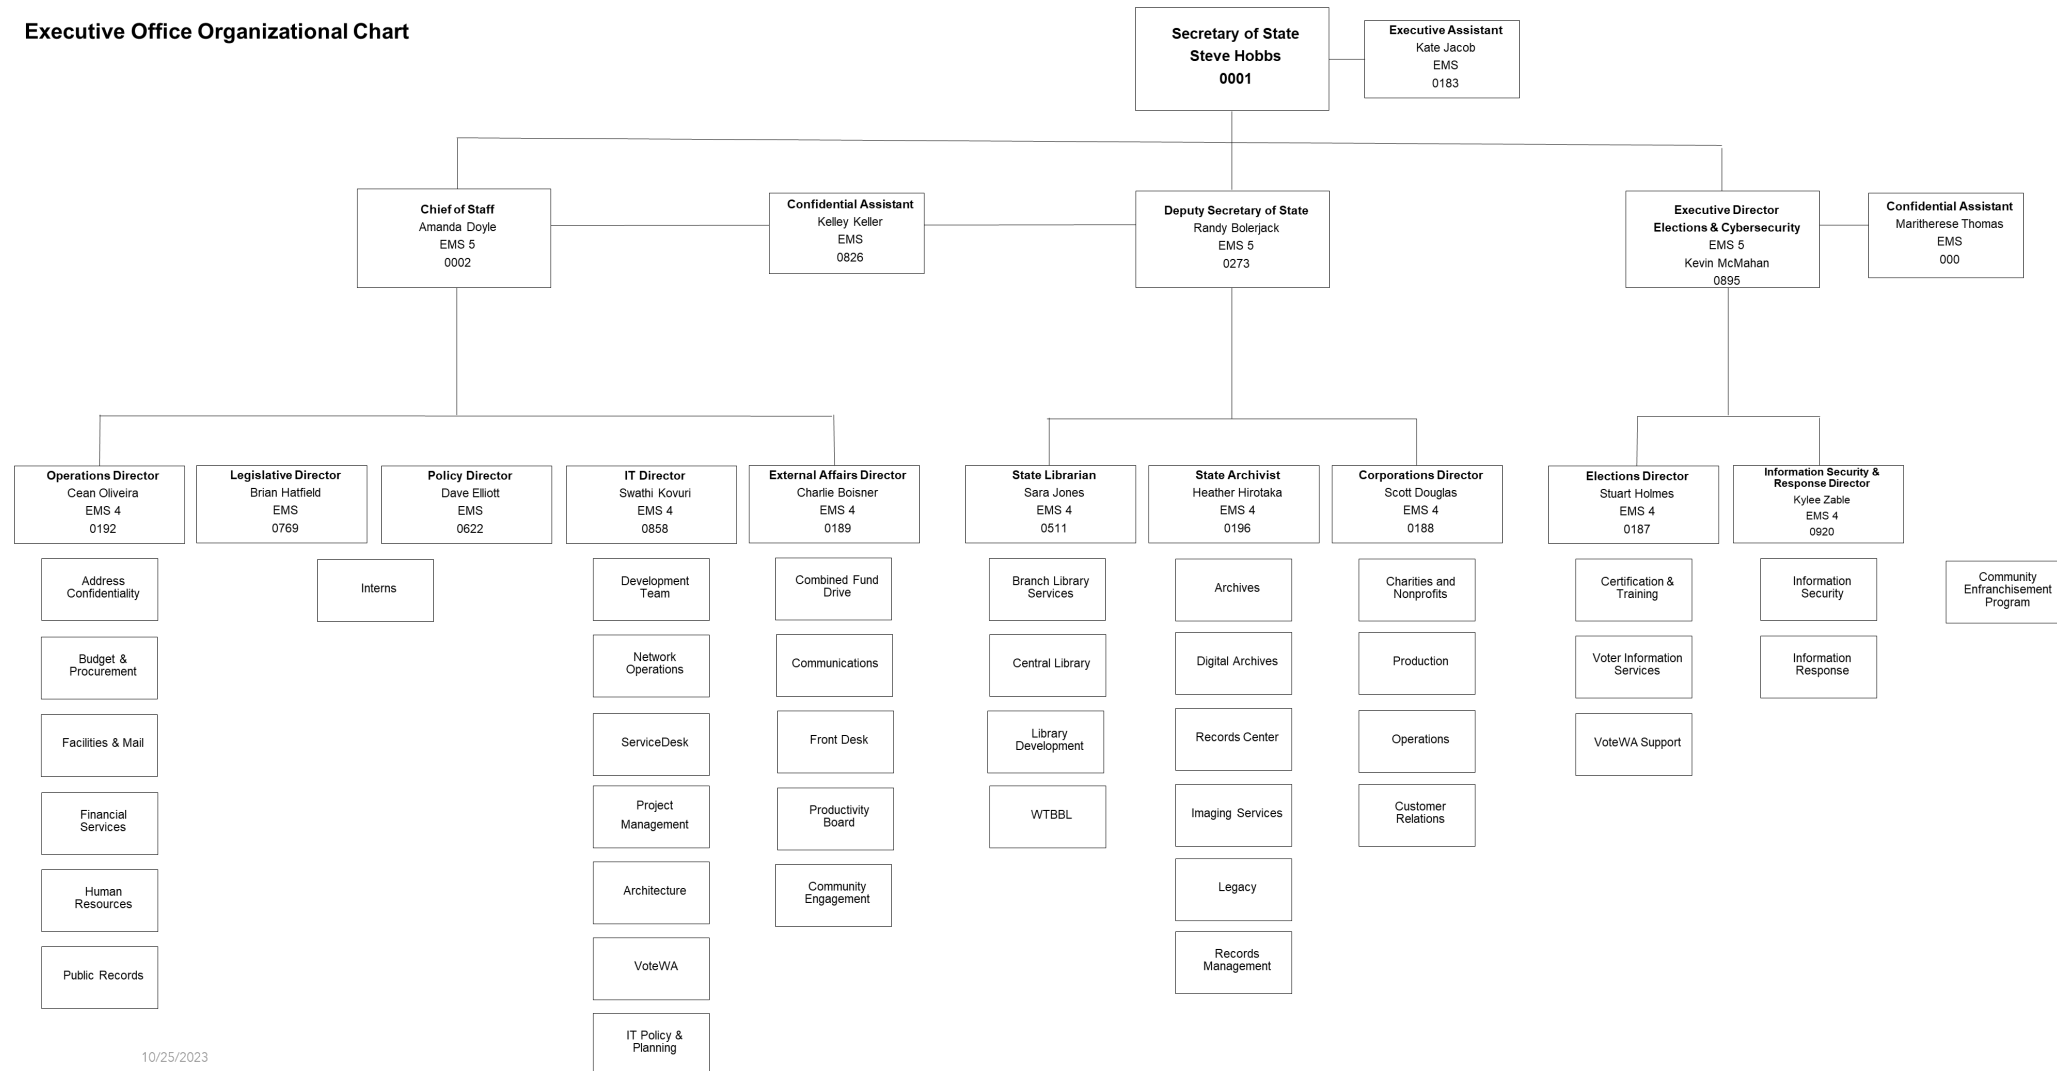 Executive Office Organizational Chart
Secretary of State
Steve Hobbs
0001
Executive Assistant
Kate Jacob
EMS
0183
Chief of Staff
Amanda Doyle
EMS 5
0002
Confidential Assistant
Kelley Keller
EMS
0826
Deputy Secretary of State
Randy Bolerjack
EMS 5
0273
Executive Director
Elections & Cybersecurity
EMS 5
Kevin McMahan
0895
Confidential Assistant
Maritherese Thomas
EMS
000
Operations Director
Cean Oliveira
EMS 4
0192
Legislative Director
Brian Hatfield
EMS
0769
Policy Director
Dave Elliott
EMS
0622
IT Director
Swathi Kovuri
EMS 4
0858
External Affairs Director
Charlie Boisner
EMS 4
0189
State Librarian
Sara Jones
EMS 4
0511
State Archivist
Heather Hirotaka
EMS 4
0196
Corporations Director
Scott Douglas
EMS 4
0188
Elections Director
Stuart Holmes
EMS 4
0187
Information Security &
Response Director
Kylee Zable
EMS 4
0920
Address
Confidentiality
Budget &
Procurement
Facilities & Mail
Financial
Services
Human
Resources
Public Records
Interns
Development
Team
Network
Operations
ServiceDesk
Project
Management
Architecture
VoteWA
IT Policy &
Planning
Combined Fund
Drive
Communications
Front Desk
Productivity
Board
Community
Engagement
Branch Library
Services
Central Library
Library
Development
WTBBL
Archives
Digital Archives
Records Center
Imaging Services
Legacy
Records
Management
Charities and
Nonprofits
Production
Operations
Customer
Relations
Certification &
Training
Voter Information
Services
VoteWA Support
Information
Security
Information
Response
Community
Enfranchisement
Program
10/25/2023